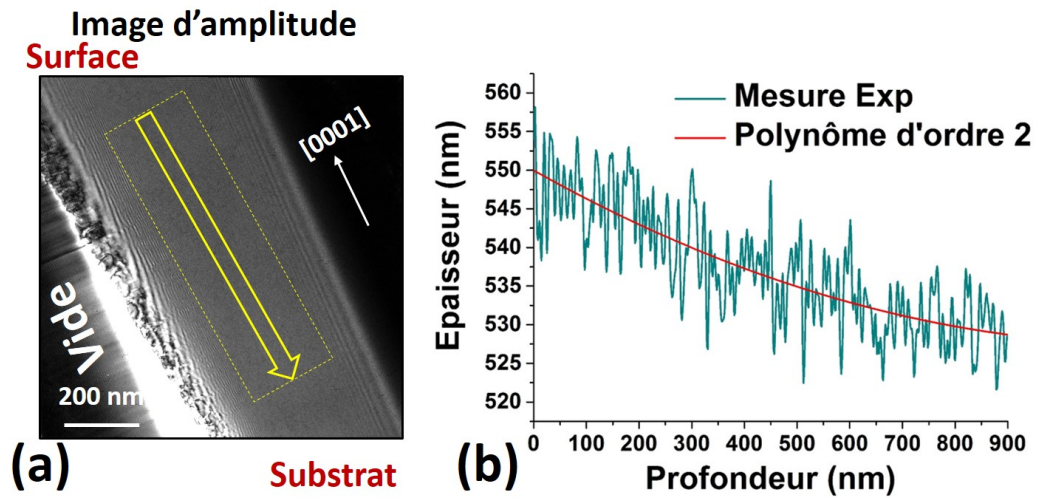 Image d'amplitude
Surface
[0001]
Vide
200 nm
(a)
Substrat
Mesure Exp
Polynôme d'ordre 2
Epaisseur (nm)
560
555
550
545
540
535
530
525
520
0 100 200 300 400 500 600 700 800 900
Profondeur (nm)
(b)